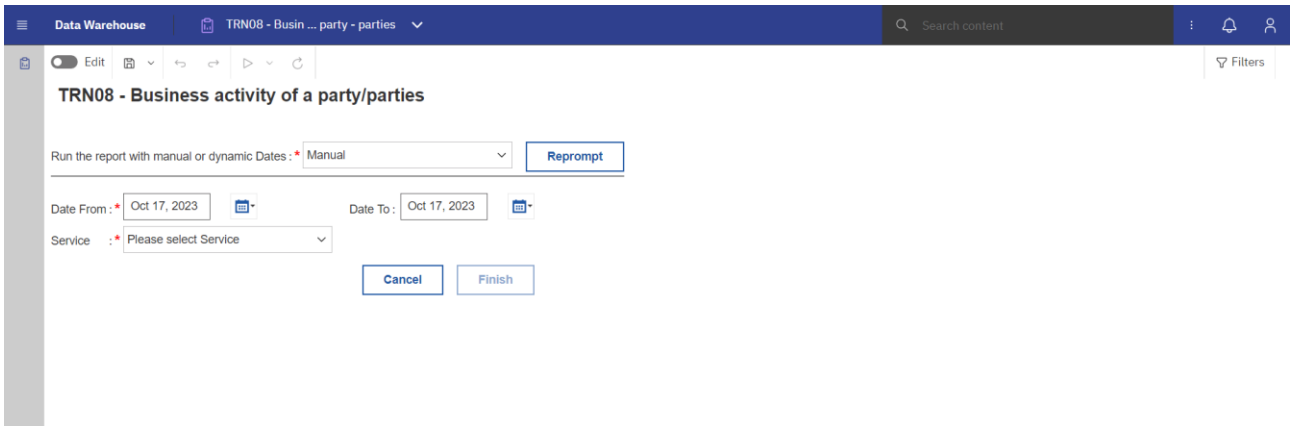 Data Warehouse
TRN08 - Busin ... party - parties
Search content
Edit
Filters
TRN08 - Business activity of a party/parties
Run the report with manual or dynamic Dates : * Manual
Reprompt
Date From : * Oct 17, 2023
Date To : Oct 17, 2023
Service : * Please select Service
Cancel
Finish